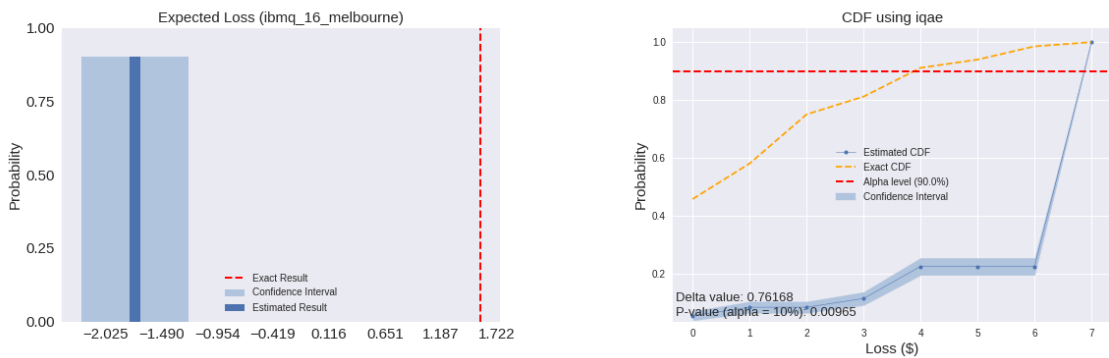 Expected Loss (ibmq_16_melbourne)
1.00
0.75
0.50
0.25
0.00
Probability
Exact Result
Confidence Interval
Estimated Result
−2.025 −1.490 −0.954 −0.419 0.116 0.651 1.187 1.722
CDF using iqae
1.0
0.8
0.6
0.4
0.2
Probability
Estimated CDF
Exact CDF
Alpha level (90.0%)
Confidence Interval
Delta value: 0.76168
P-value (alpha = 10%): 0.00965
0 1 2 3 4 5 6 7
Loss ($)